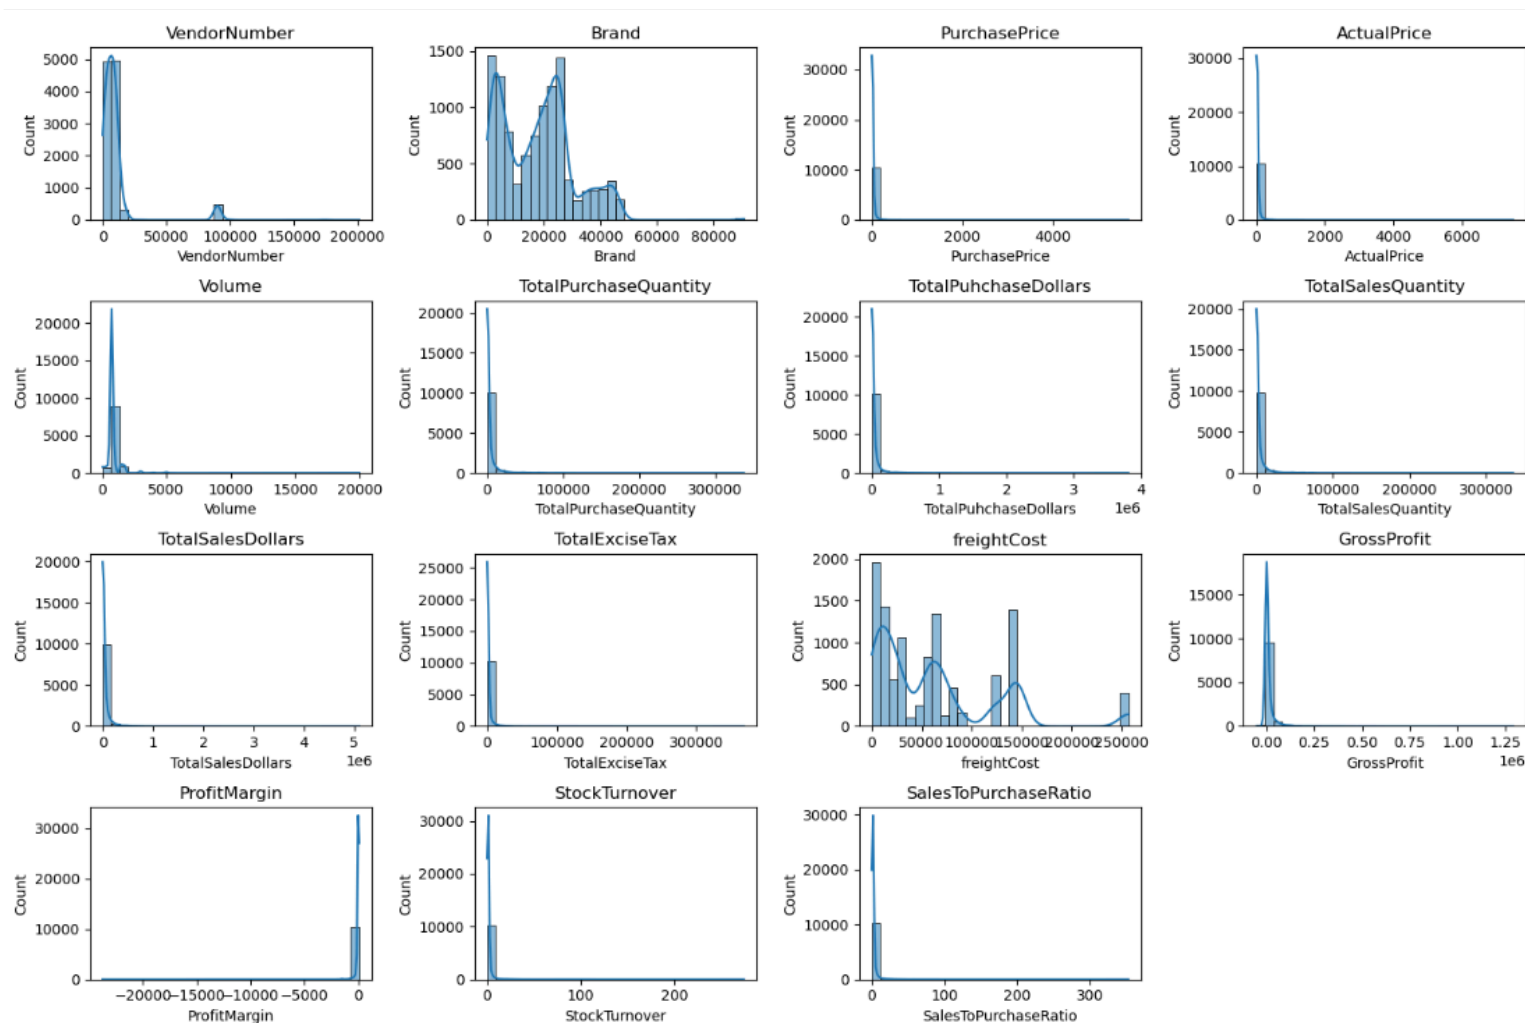 VendorNumber
5000
4000
3000
2000
1000
0
Count
0 50000 100000 150000 200000
VendorNumber
Brand
1500
1000
500
0
Count
0 20000 40000 60000 80000
Brand
PurchasePrice
30000
20000
10000
0
Count
0 2000 4000
PurchasePrice
ActualPrice
30000
20000
10000
0
Count
0 2000 4000 6000
ActualPrice
Volume
20000
15000
10000
5000
0
Count
0 5000 10000 15000 20000
Volume
TotalPurchaseQuantity
20000
15000
10000
5000
0
Count
0 100000 200000 300000
TotalPurchaseQuantity
TotalPuhchaseDollars
20000
15000
10000
5000
0
Count
0 1 2 3 4
1e6
TotalPuhchaseDollars
TotalSalesQuantity
20000
15000
10000
5000
0
Count
0 100000 200000 300000
TotalSalesQuantity
TotalSalesDollars
20000
15000
10000
5000
0
Count
0 1 2 3 4 5
1e6
TotalSalesDollars
TotalExciseTax
25000
20000
15000
10000
5000
0
Count
0 100000 200000 300000
TotalExciseTax
freightCost
2000
1500
1000
500
0
Count
0 50000 100000 150000 200000 250000
freightCost
GrossProfit
15000
10000
5000
0
Count
0.00 0.25 0.50 0.75 1.00 1.25
1e6
GrossProfit
ProfitMargin
30000
20000
10000
0
Count
−20000 −15000 −10000 −5000 0
ProfitMargin
StockTurnover
30000
20000
10000
0
Count
0 100 200
StockTurnover
SalesToPurchaseRatio
30000
20000
10000
0
Count
0 100 200 300
SalesToPurchaseRatio